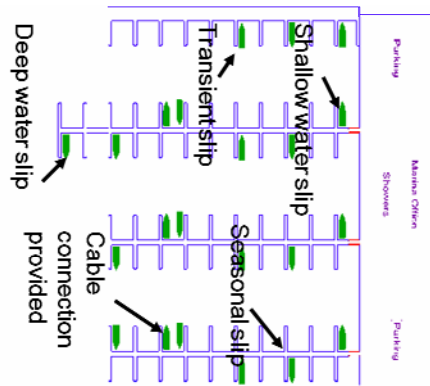 Deep water slip
Transient slip
Shallow water slip
Parking
Marina Office
Showers
Cable
connection
provided
Seasonal slip
Parking